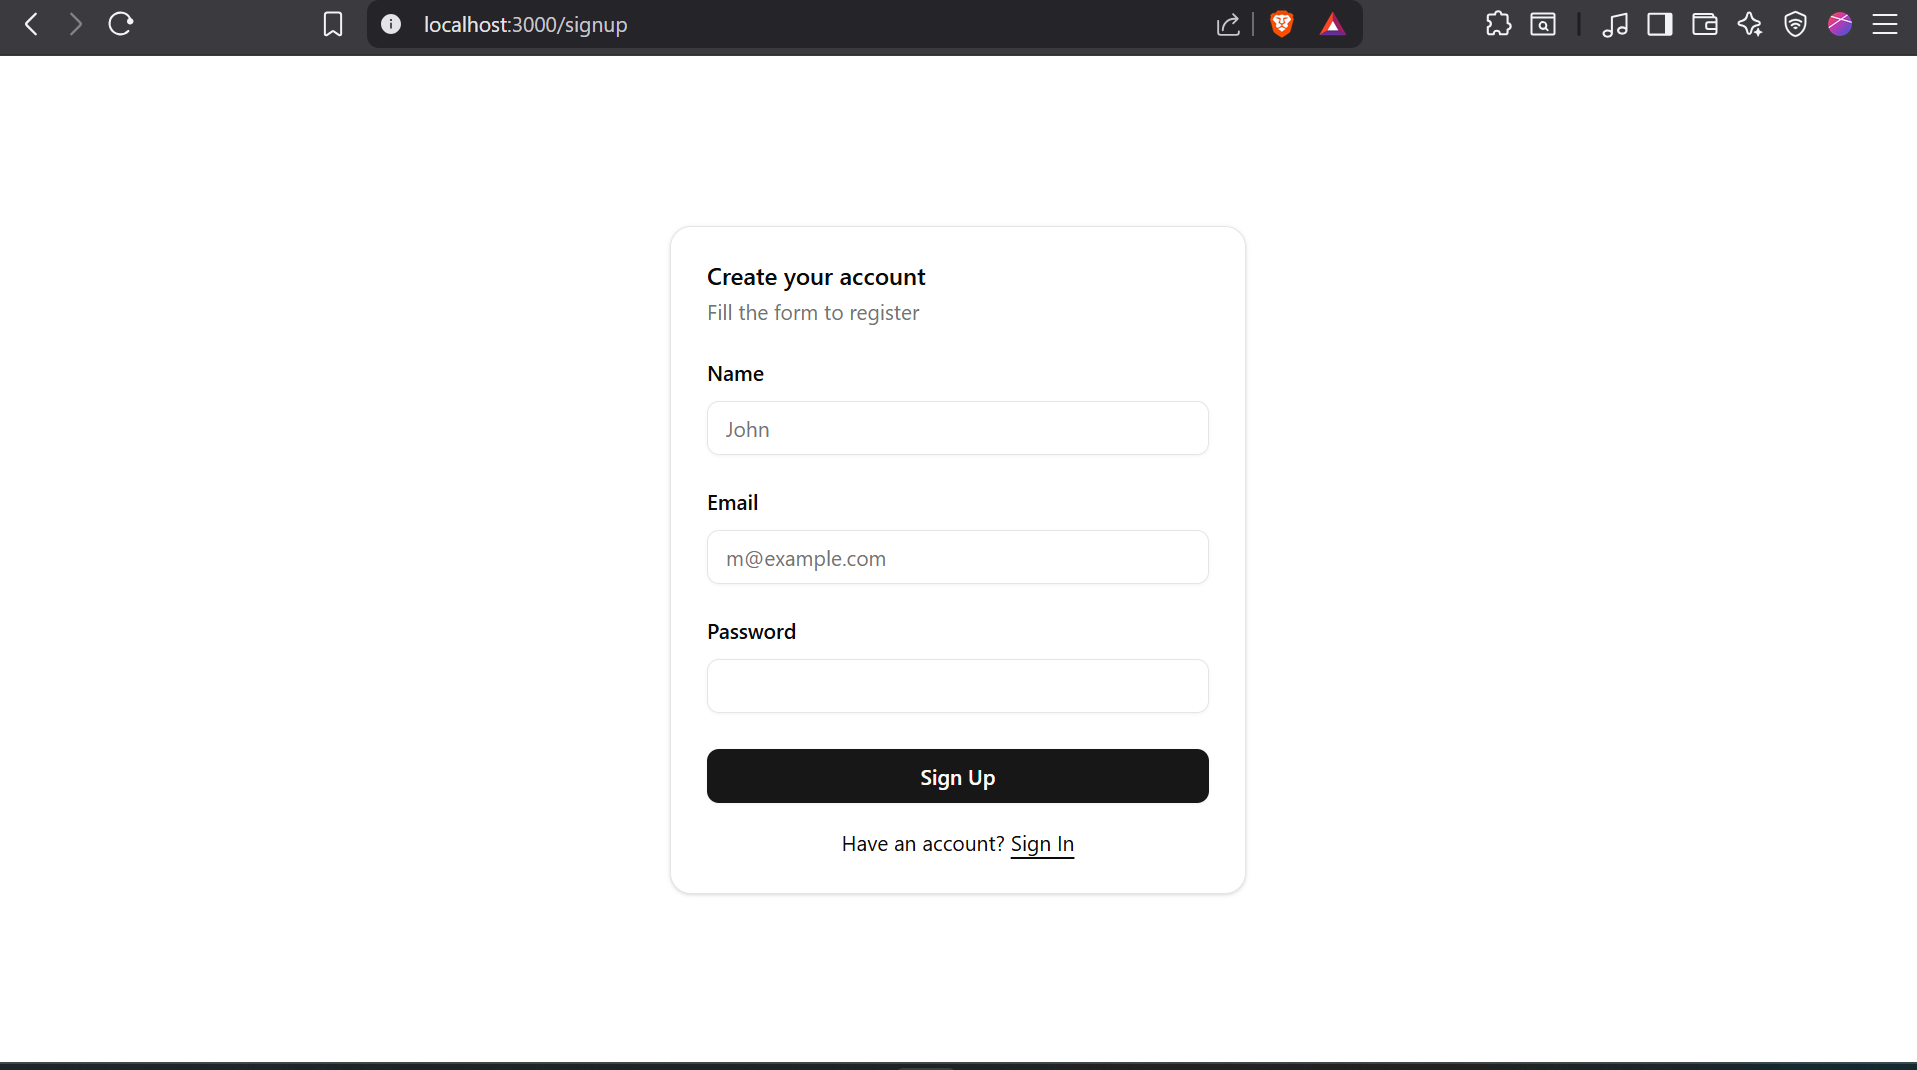 localhost:3000/signup
Create your account
Fill the form to register
Name
John
Email
m@example.com
Password
Sign Up
Have an account? Sign In